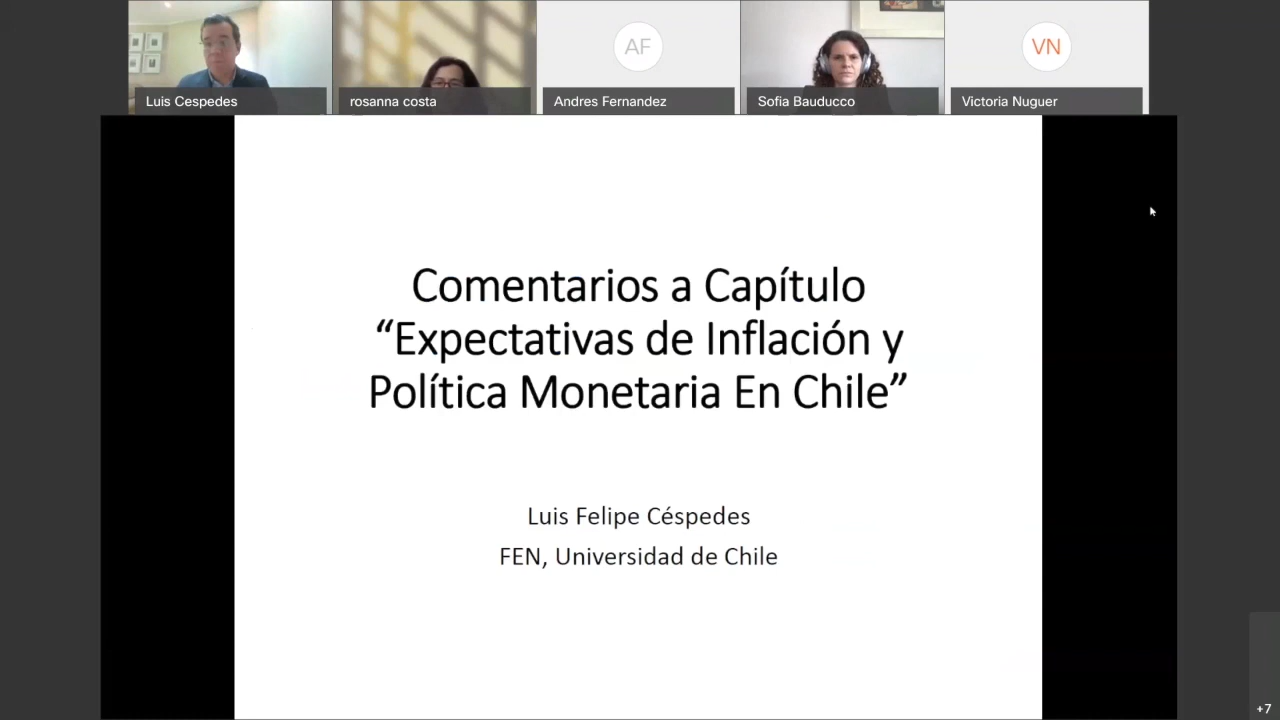 AF
VN
Luis Cespedes
rosanna costa
Andres Fernandez
Sofia Bauducco
Victoria Nuguer
Comentarios a Capítulo
“Expectativas de Inflación y
Política Monetaria En Chile”
Luis Felipe Céspedes
FEN, Universidad de Chile
+7